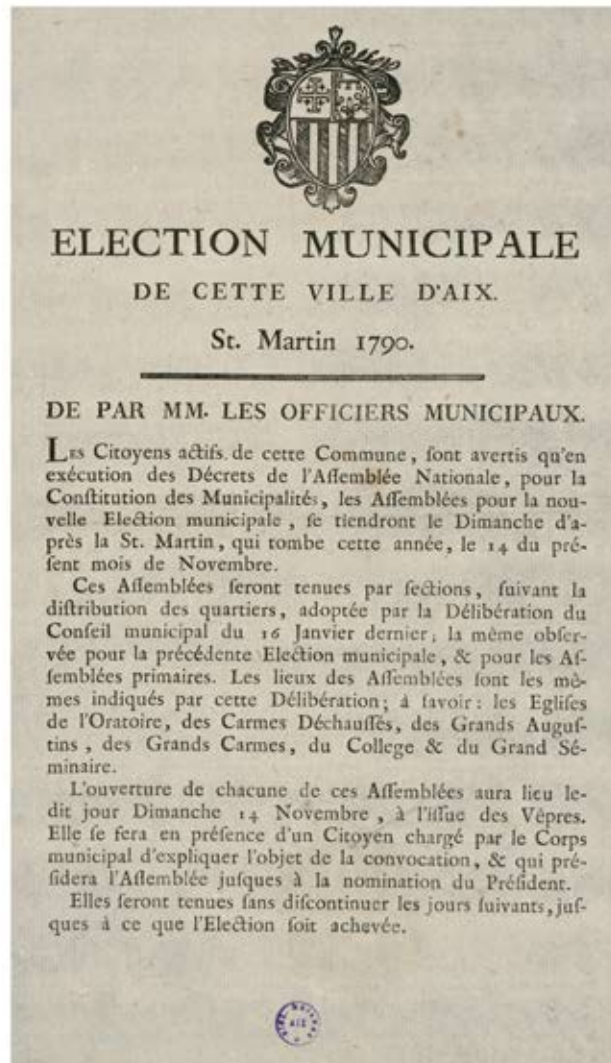 ELECTION MUNICIPALE
DE CETTE VILLE D'AIX.
St. Martin 1790.
DE PAR MM. LES OFFICIERS MUNICIPAUX.
LES Citoyens actifs de cette Commune, ſont avertis qu'en
exécution des Décrets de l'Aſſemblée Nationale, pour la
Conſtitution des Municipalités, les Aſſemblées pour la nou-
velle Election municipale, ſe tiendront le Dimanche d'a-
près la St. Martin, qui tombe cette année, le 14 du pré-
ſent mois de Novembre.
Ces Aſſemblées ſeront tenues par ſections, ſuivant la
diſtribution des quartiers, adoptée par la Délibération du
Conſeil municipal du 16 Janvier dernier; la même obſer-
vée pour la précédente Election municipale, & pour les Aſ-
ſemblées primaires. Les lieux des Aſſemblées ſont les mê-
mes indiqués par cette Délibération; à ſavoir: les Egliſes
de l'Oratoire, des Carmes Déchauſſés, des Grands Auguſ-
tins, des Grands Carmes, du College & du Grand Sé-
minaire.
L'ouverture de chacune de ces Aſſemblées aura lieu le-
dit jour Dimanche 14 Novembre, à l'iſſue des Vêpres.
Elle ſe fera en préſence d'un Citoyen chargé par le Corps
municipal d'expliquer l'objet de la convocation, & qui pré-
ſidera l'Aſſemblée juſques à la nomination du Préſident.
Elles ſeront tenues ſans diſcontinuer les jours ſuivants, juſ-
ques à ce que l'Election ſoit achevée.
AIX